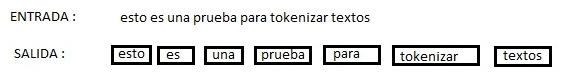 ENTRADA : esto es una prueba para tokenizar textos
SALIDA : esto es una prueba para tokenizar textos